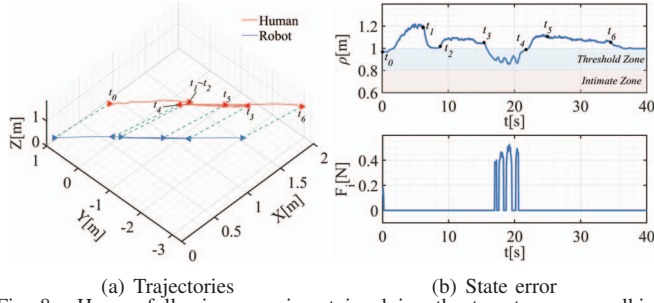 Human
Robot
t0
t1~t2
t4
t5
t3
t6
Z[m]
1
0
1
0
-1
-2
-3
Y[m]
0
0.5
1
1.5
2
X[m]
ρ[m]
1.2
1
0.8
0.6
t0
t1
t2
t3
t4
t5
t6
Threshold Zone
Intimate Zone
0 10 20 30 40
t[s]
Fi[N]
0.4
0.2
0
0 10 20 30 40
t[s]
(a) Trajectories (b) State error